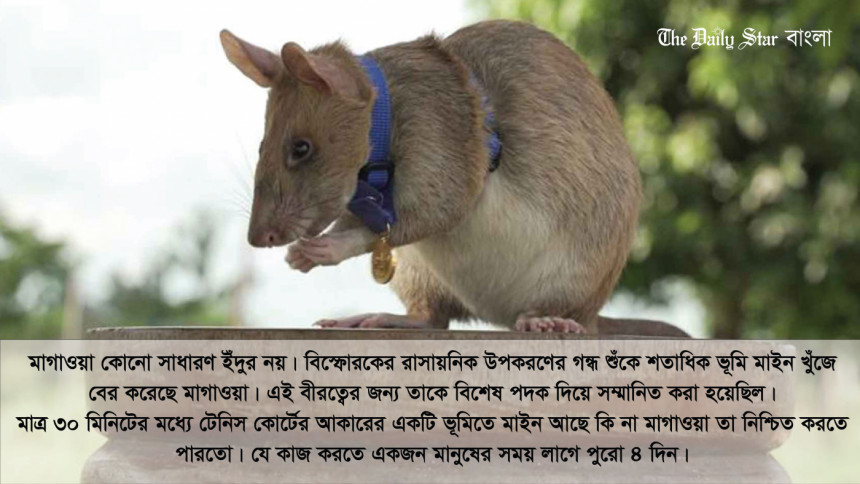 The Daily Star বাংলা
মাগাওয়া কোনো সাধারণ ইঁদুর নয়। বিস্ফোরকের রাসায়নিক উপকরণের গন্ধ শুঁকে শতাধিক ভূমি মাইন খুঁজে
বের করেছে মাগাওয়া। এই বীরত্বের জন্য তাকে বিশেষ পদক দিয়ে সম্মানিত করা হয়েছিল।
মাত্র ৩০ মিনিটের মধ্যে টেনিস কোর্টের আকারের একটি ভূমিতে মাইন আছে কি না মাগাওয়া তা নিশ্চিত করতে
পারতো। যে কাজ করতে একজন মানুষের সময় লাগে পুরো ৪ দিন।